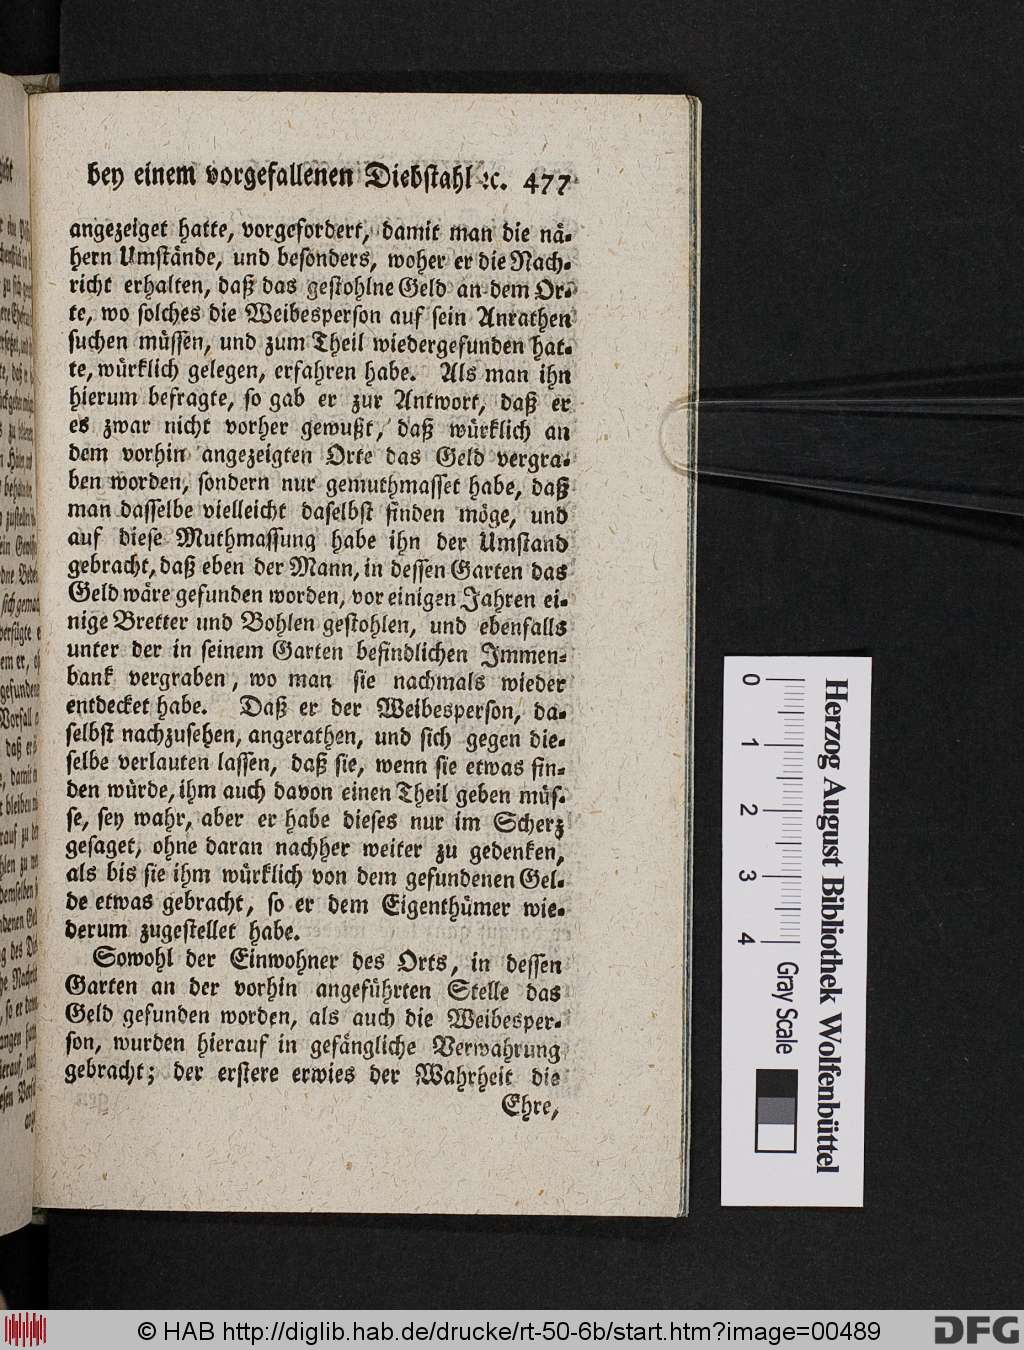 bey einem vorgefallenen Diebstahl ꝛc. 477
angezeiget hatte, vorgefordert, damit man die nä-
hern Umstände, und besonders, woher er die Nach-
richt erhalten, daß das gestohlne Geld an dem Or-
te, wo solches die Weibesperson auf sein Anrathen
suchen müssen, und zum Theil wiedergefunden hat-
te, würklich gelegen, erfahren habe. Als man ihn
hierum befragte, so gab er zur Antwort, daß er
es zwar nicht vorher gewußt, daß würklich an
dem vorhin angezeigten Orte das Geld vergra-
ben worden, sondern nur gemuthmasset habe, daß
man dasselbe vielleicht daselbst finden möge, und
auf diese Muthmassung habe ihn der Umstand
gebracht, daß eben der Mann, in dessen Garten das
Geld wäre gefunden worden, vor einigen Jahren ei-
nige Bretter und Bohlen gestohlen, und ebenfalls
unter der in seinem Garten befindlichen Immen-
bank vergraben, wo man sie nachmals wieder
entdecket habe. Daß er der Weibesperson, da-
selbst nachzusehen, angerathen, und sich gegen die-
selbe verlauten lassen, daß sie, wenn sie etwas fin-
den würde, ihm auch davon einen Theil geben müs-
se, sey wahr, aber er habe dieses nur im Scherz
gesaget, ohne daran nachher weiter zu gedenken,
als bis sie ihm würklich von dem gefundenen Gel-
de etwas gebracht, so er dem Eigenthümer wie-
derum zugestellet habe.
Sowohl der Einwohner des Orts, in dessen
Garten an der vorhin angeführten Stelle das
Geld gefunden worden, als auch die Weibesper-
son, wurden hierauf in gefängliche Verwahrung
gebracht; der erstere erwies der Wahrheit die
Ehre,
0 1 2 3 4
Gray Scale
Herzog August Bibliothek Wolfenbüttel
© HAB http://diglib.hab.de/drucke/rt-50-6b/start.htm?image=00489
DFG